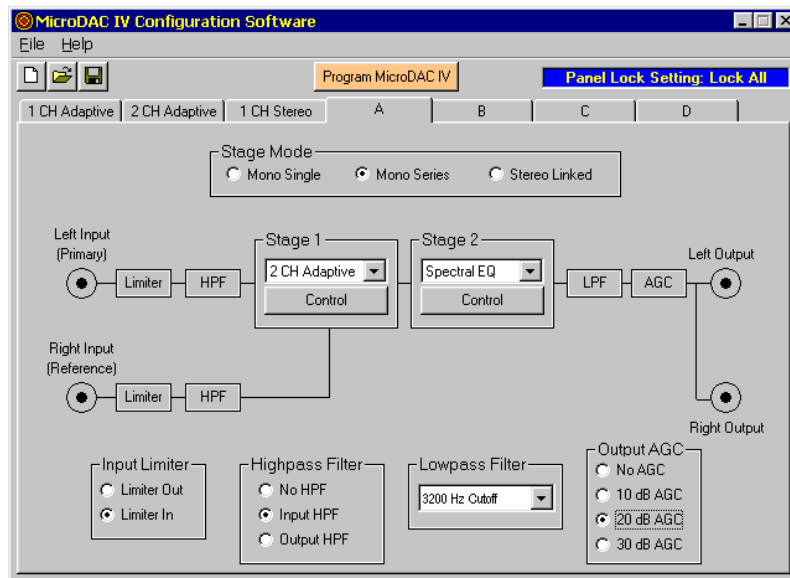 MicroDAC IV Configuration Software
File Help
Program MicroDAC IV
Panel Lock Setting: Lock All
1 CH Adaptive 2 CH Adaptive 1 CH Stereo A B C D
Stage Mode
Mono Single Mono Series Stereo Linked
Left Input
(Primary)
Limiter HPF
Stage 1
2 CH Adaptive
Control
Stage 2
Spectral EQ
Control
LPF AGC
Left Output
Right Input
(Reference)
Limiter HPF
Right Output
Input Limiter
Limiter Out
Limiter In
Highpass Filter
No HPF
Input HPF
Output HPF
Lowpass Filter
3200 Hz Cutoff
Output AGC
No AGC
10 dB AGC
20 dB AGC
30 dB AGC